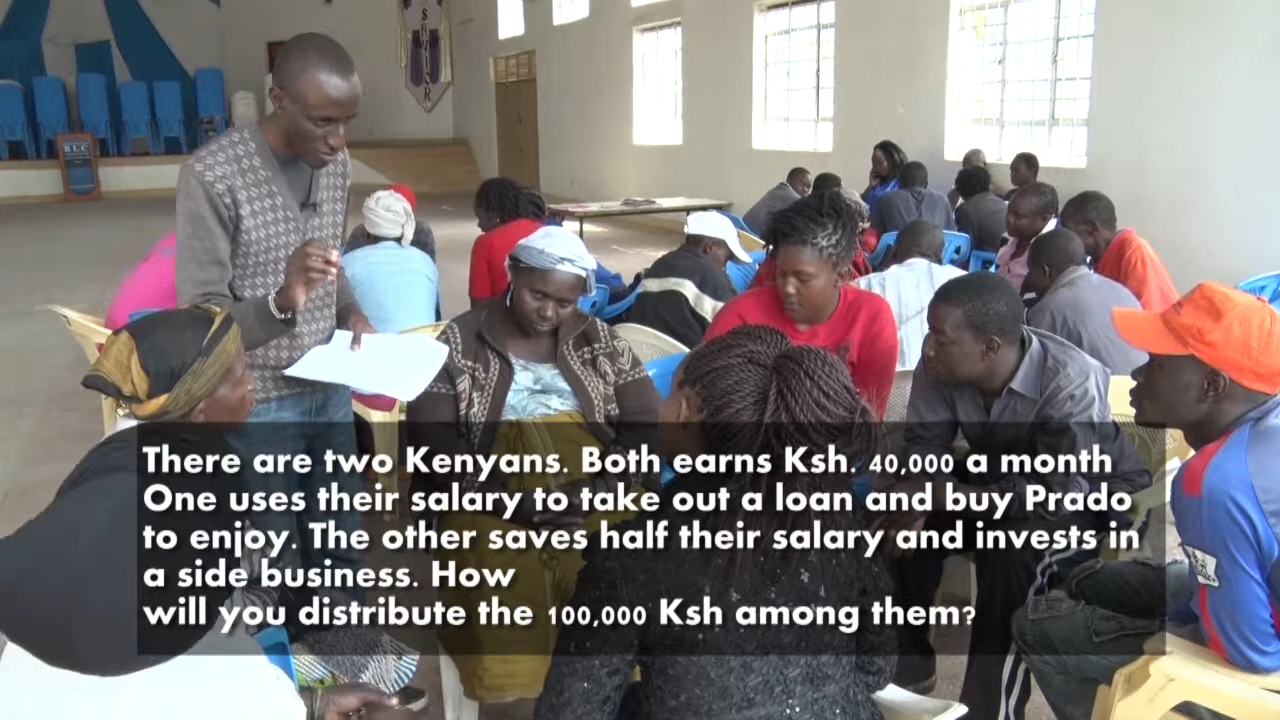 SHVTSR
BLC
There are two Kenyans. Both earns Ksh. 40,000 a month
One uses their salary to take out a loan and buy Prado
to enjoy. The other saves half their salary and invests in
a side business. How
will you distribute the 100,000 Ksh among them?